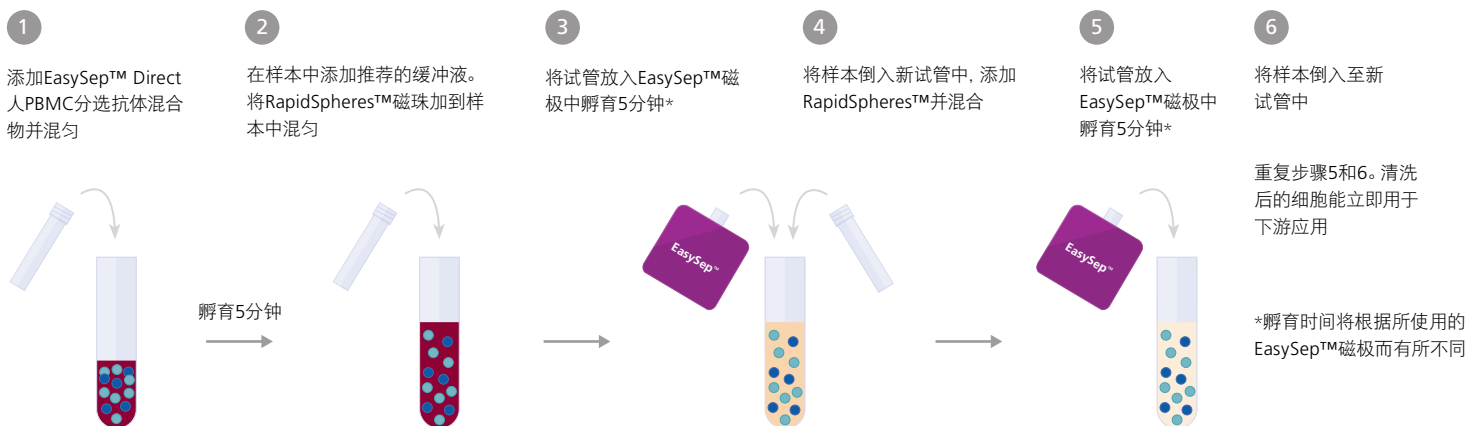 1
添加EasySep™ Direct
人PBMC分选抗体混合
物并混匀
2
在样本中添加推荐的缓冲液。
将RapidSpheres™磁珠加到样
本中混匀
3
将试管放入EasySep™磁
极中孵育5分钟*
4
将样本倒入新试管中, 添加
RapidSpheres™并混合
5
将试管放入
EasySep™磁极中
孵育5分钟*
6
将样本倒入至新
试管中
重复步骤5和6。清洗
后的细胞能立即用于
下游应用
*孵育时间将根据所使用的
EasySep™磁极而有所不同
孵育5分钟
EasySep™
EasySep™